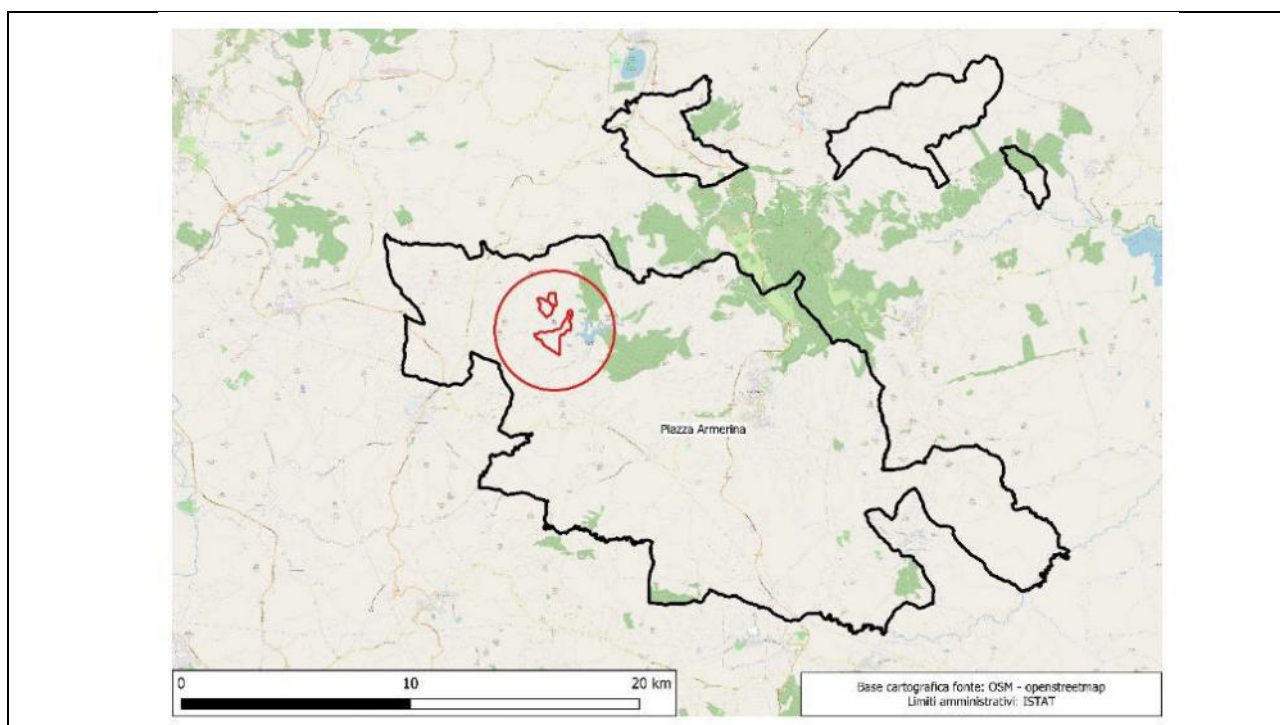 Piazza Armerina
0 10 20 km
Base cartografica fonte: OSM - openstreetmap
Limiti amministrativi: ISTAT